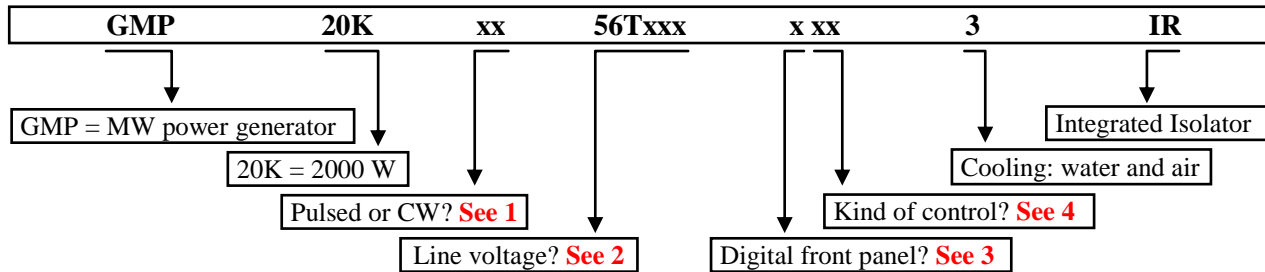 GMP 20K xx 56Txxx x xx 3 IR
GMP = MW power generator
Integrated Isolator
20K = 2000 W
Cooling: water and air
Pulsed or CW? See 1
Kind of control? See 4
Line voltage? See 2
Digital front panel? See 3